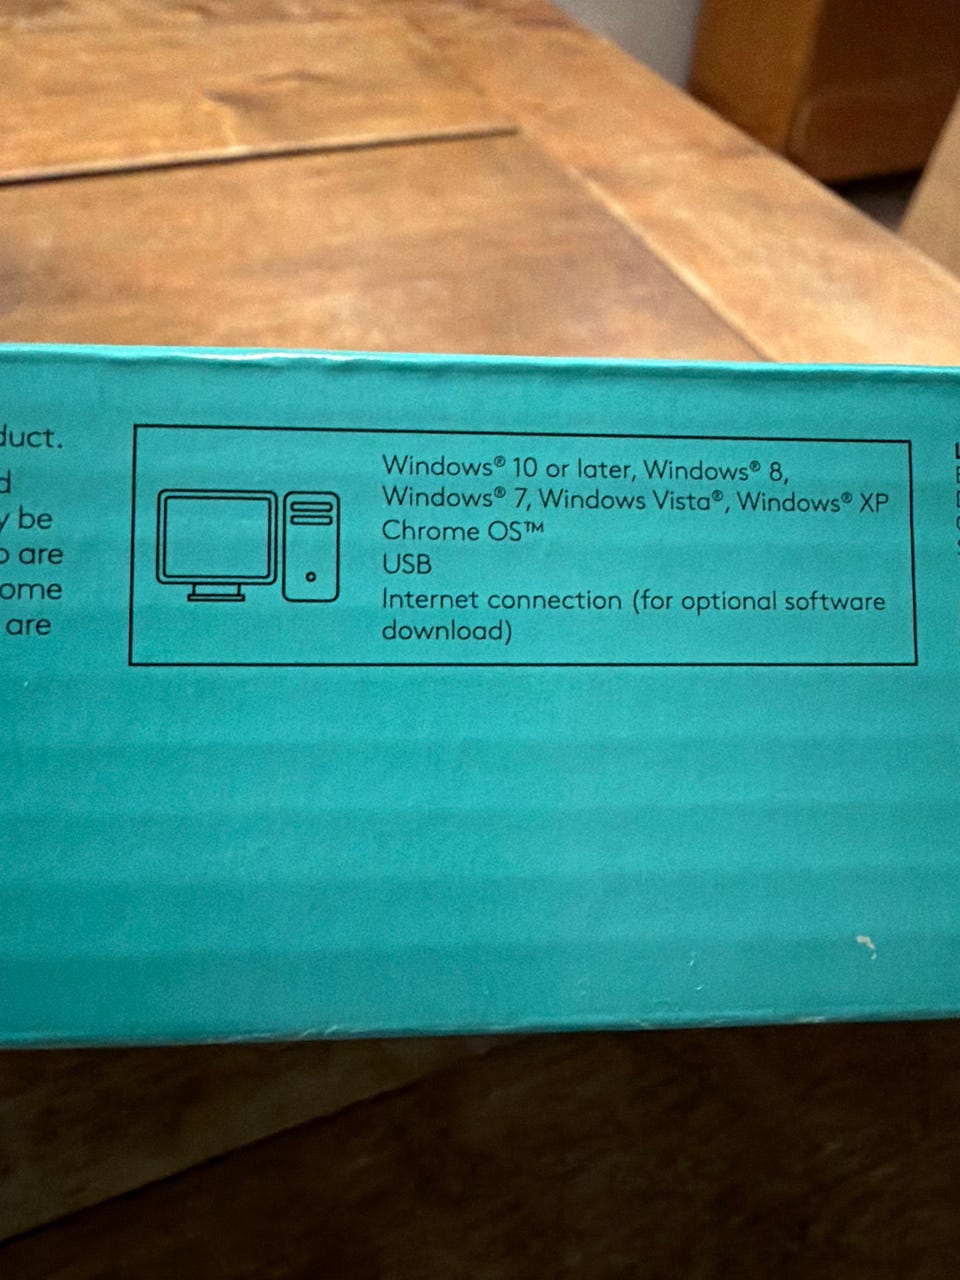 duct.
d
y be
o are
ome
are
Windows® 10 or later, Windows® 8,
Windows® 7, Windows Vista®, Windows® XP
Chrome OS™
USB
Internet connection (for optional software
download)